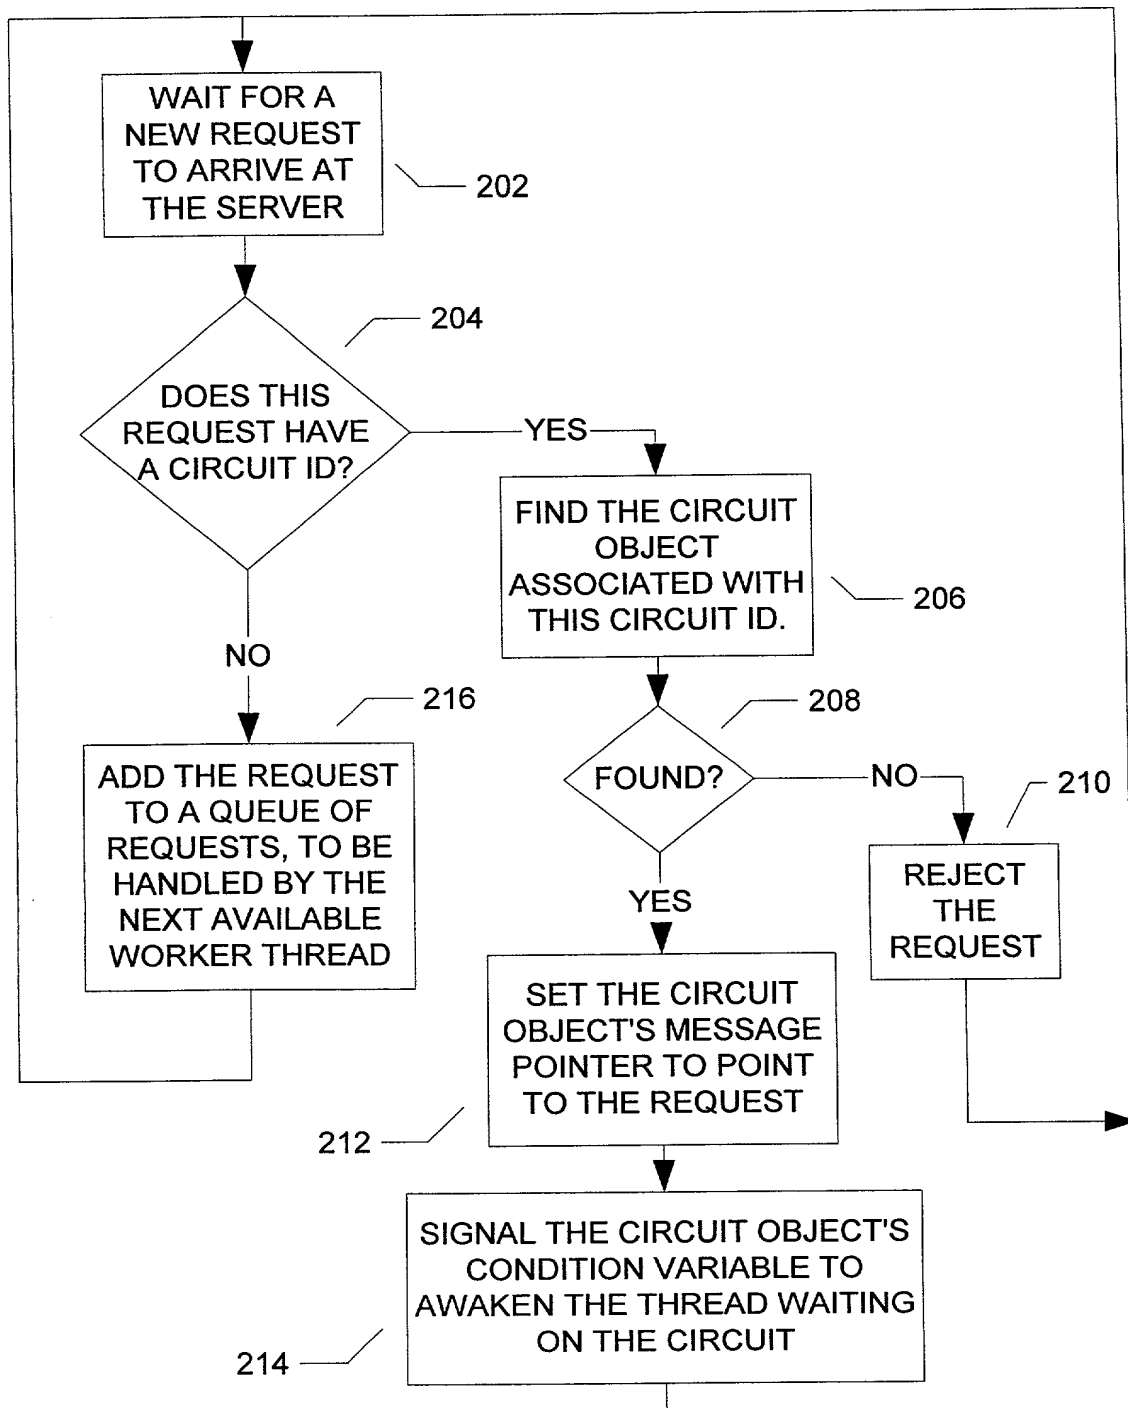 WAIT FOR A
NEW REQUEST
TO ARRIVE AT
THE SERVER
202
204
DOES THIS
REQUEST HAVE
A CIRCUIT ID?
YES
FIND THE CIRCUIT
OBJECT
ASSOCIATED WITH
THIS CIRCUIT ID.
206
NO
216
208
ADD THE REQUEST
TO A QUEUE OF
REQUESTS, TO BE
HANDLED BY THE
NEXT AVAILABLE
WORKER THREAD
FOUND?
NO
210
REJECT
THE
REQUEST
YES
SET THE CIRCUIT
OBJECT'S MESSAGE
POINTER TO POINT
TO THE REQUEST
212
SIGNAL THE CIRCUIT OBJECT'S
CONDITION VARIABLE TO
AWAKEN THE THREAD WAITING
ON THE CIRCUIT
214